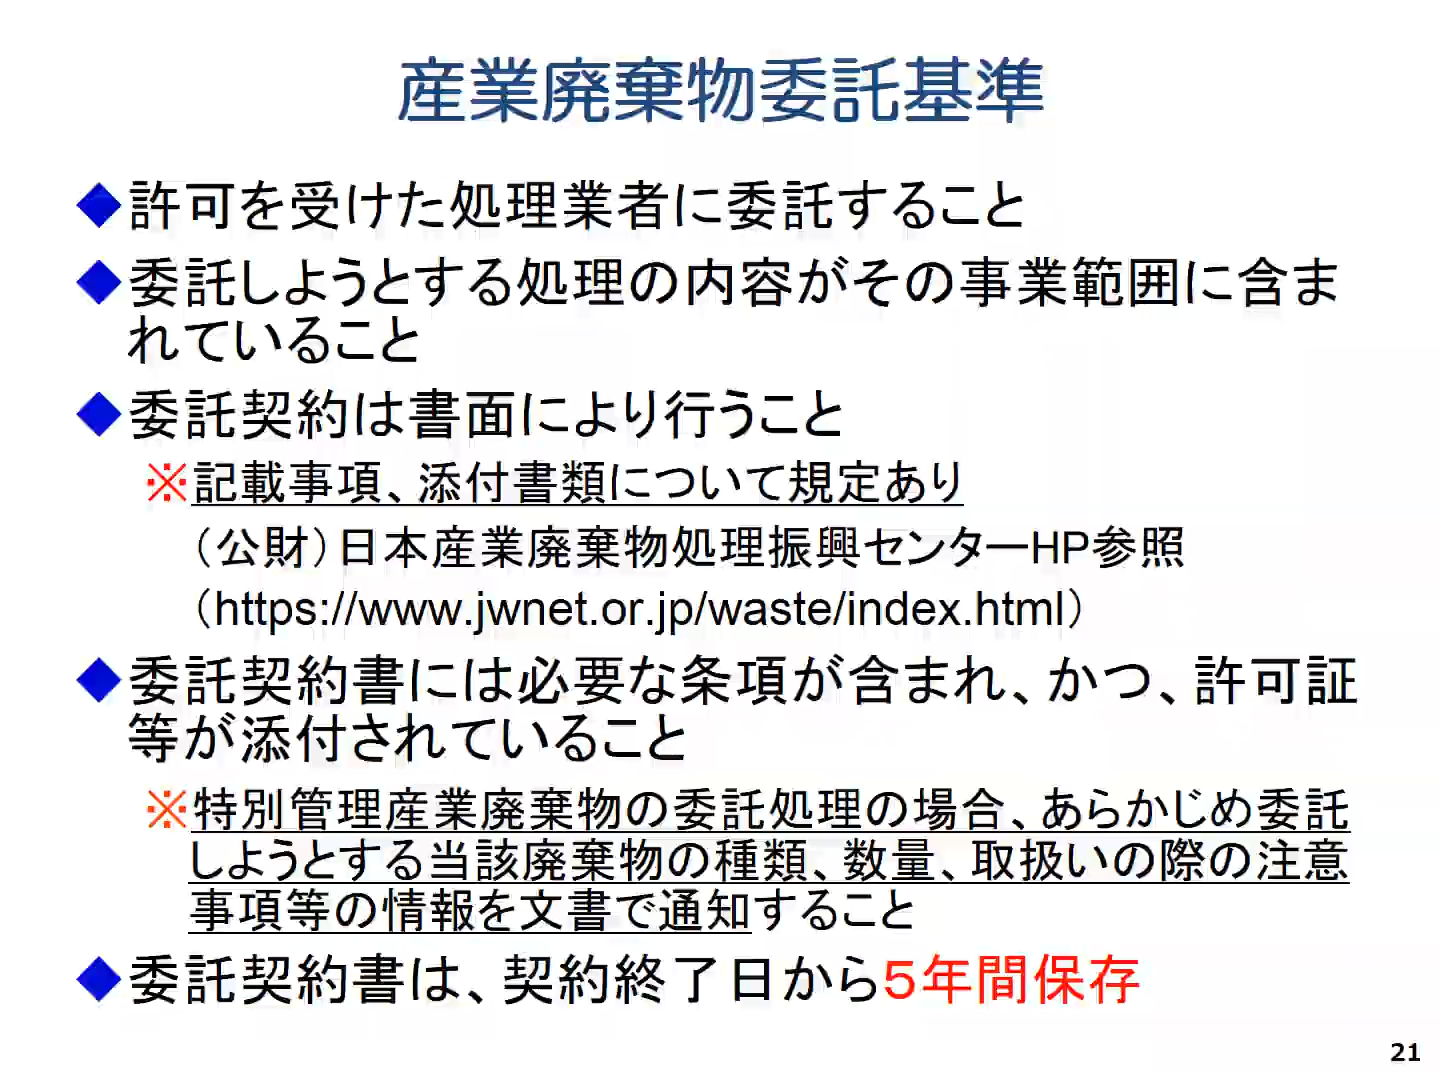 産業廃棄物委託基準
◆許可を受けた処理業者に委託すること
◆委託しようとする処理の内容がその事業範囲に含ま
れていること
◆委託契約は書面により行うこと
※記載事項、添付書類について規定あり
（公財）日本産業廃棄物処理振興センターHP参照
（https://www.jwnet.or.jp/waste/index.html）
◆委託契約書には必要な条項が含まれ、かつ、許可証
等が添付されていること
※特別管理産業廃棄物の委託処理の場合、あらかじめ委託
しようとする当該廃棄物の種類、数量、取扱いの際の注意
事項等の情報を文書で通知すること
◆委託契約書は、契約終了日から５年間保存
21